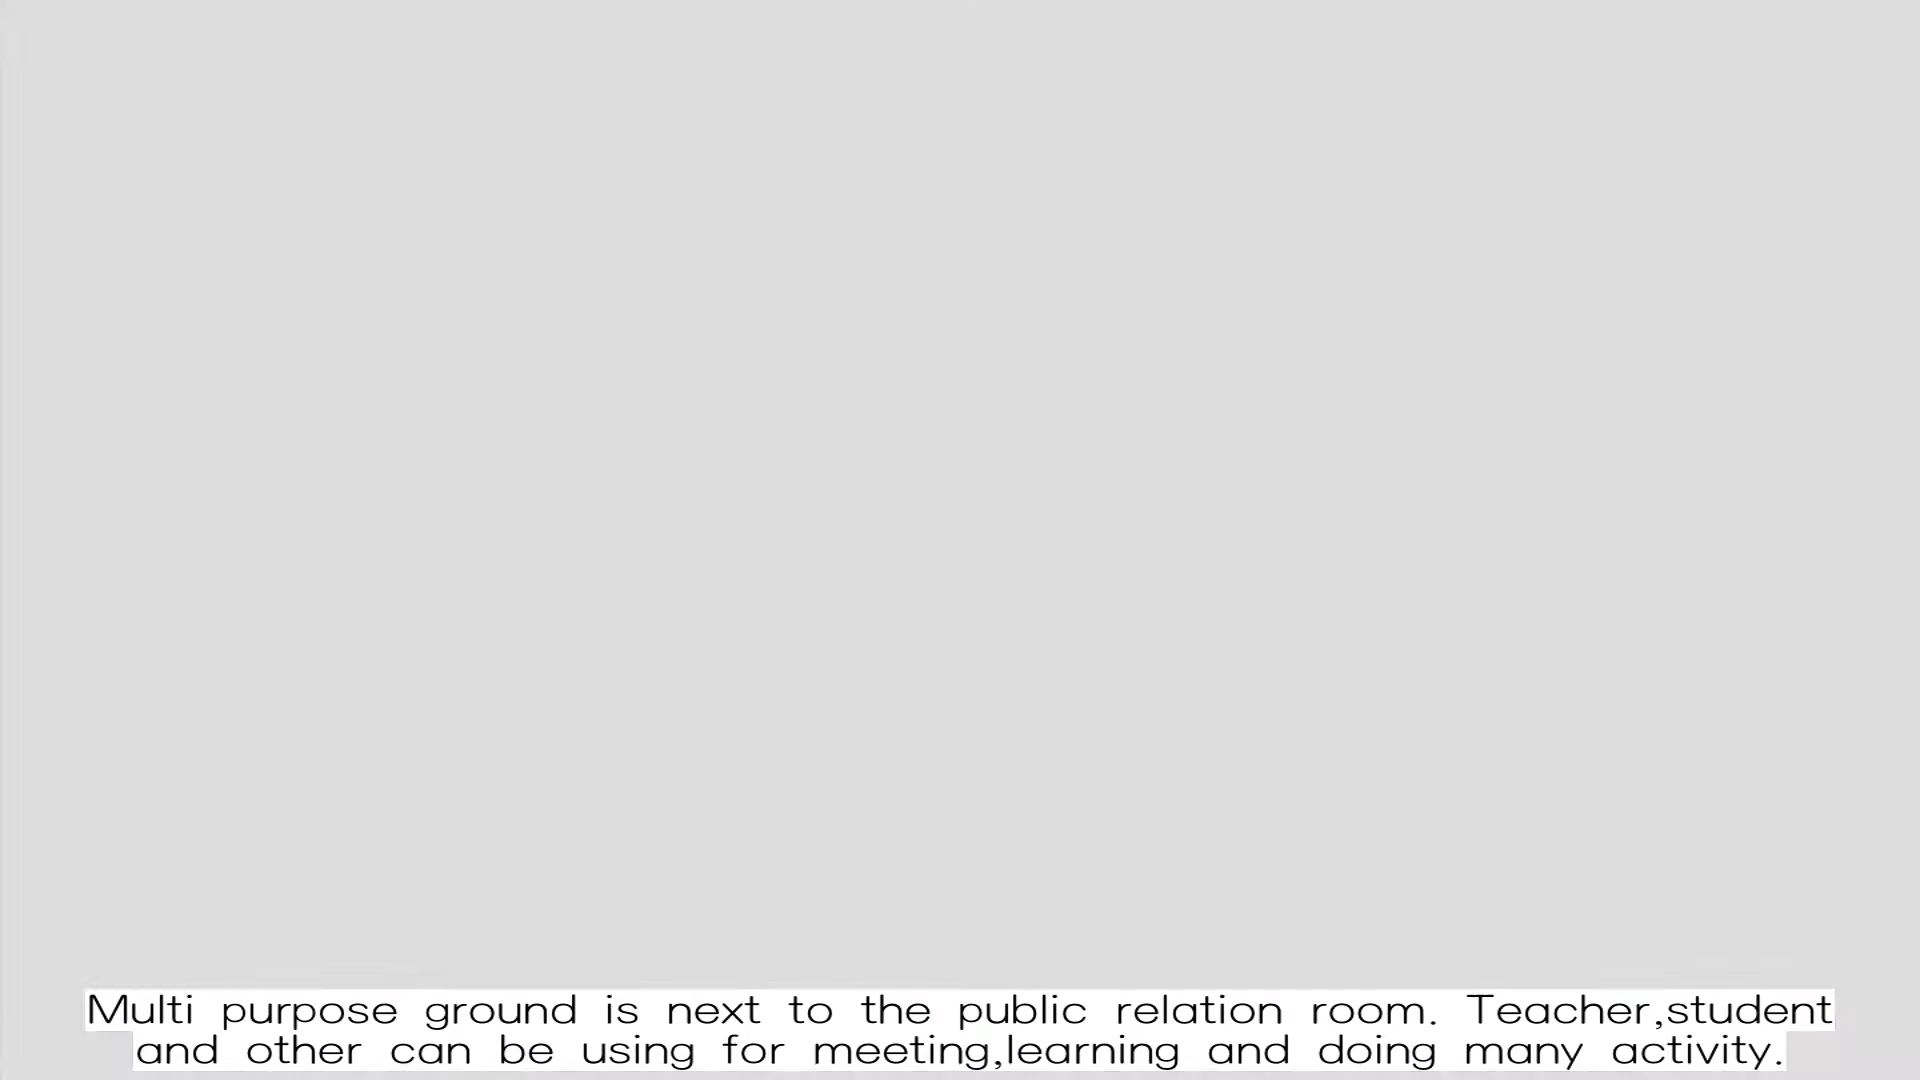 Multi purpose ground is next to the public relation room. Teacher,student
and other can be using for meeting,learning and doing many activity.